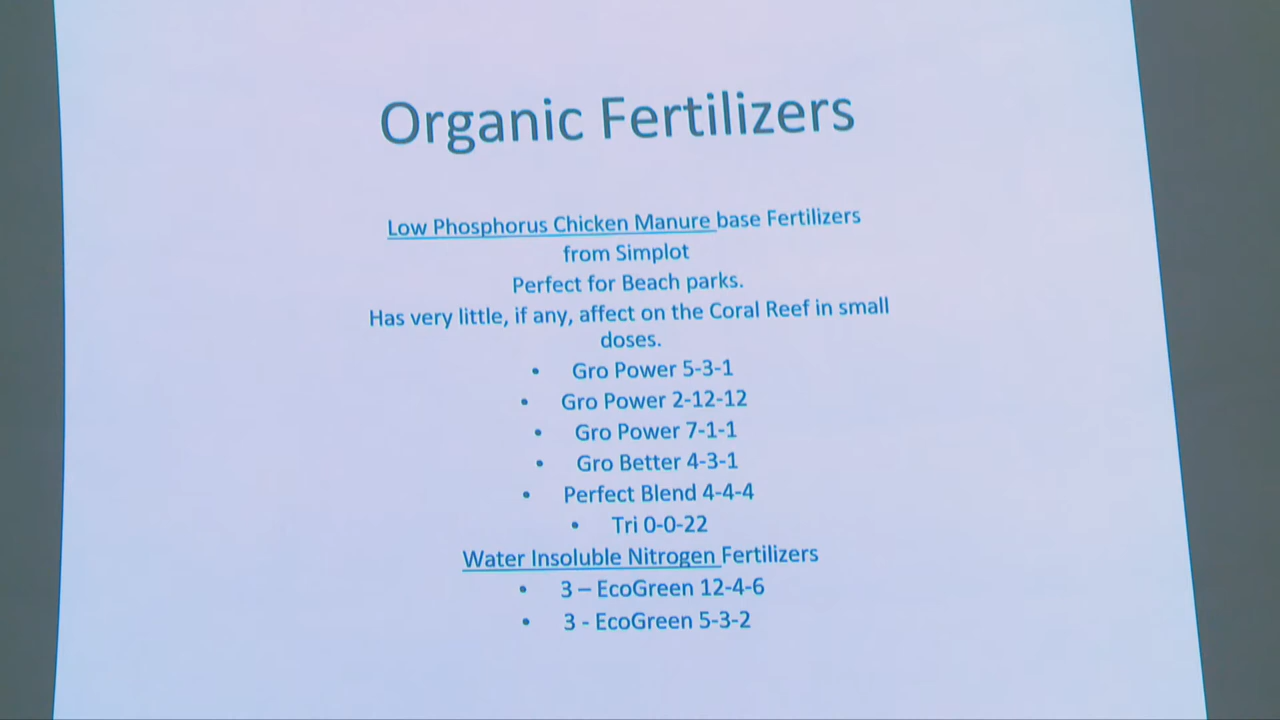 Organic Fertilizers
Low Phosphorus Chicken Manure base Fertilizers
from Simplot
Perfect for Beach parks.
Has very little, if any, affect on the Coral Reef in small
doses.
• Gro Power 5-3-1
• Gro Power 2-12-12
• Gro Power 7-1-1
• Gro Better 4-3-1
• Perfect Blend 4-4-4
• Tri 0-0-22
Water Insoluble Nitrogen Fertilizers
• 3 – EcoGreen 12-4-6
• 3 - EcoGreen 5-3-2